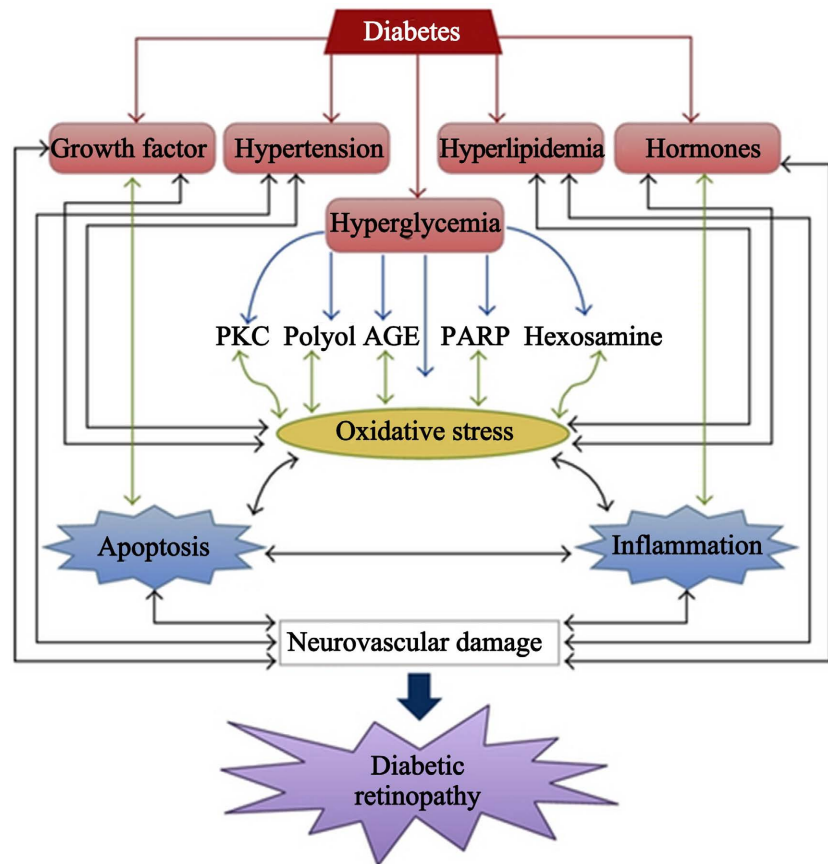 Diabetes
Growth factor
Hypertension
Hyperlipidemia
Hormones
Hyperglycemia
PKC
Polyol
AGE
PARP
Hexosamine
Oxidative stress
Apoptosis
Inflammation
Neurovascular damage
Diabetic
retinopathy